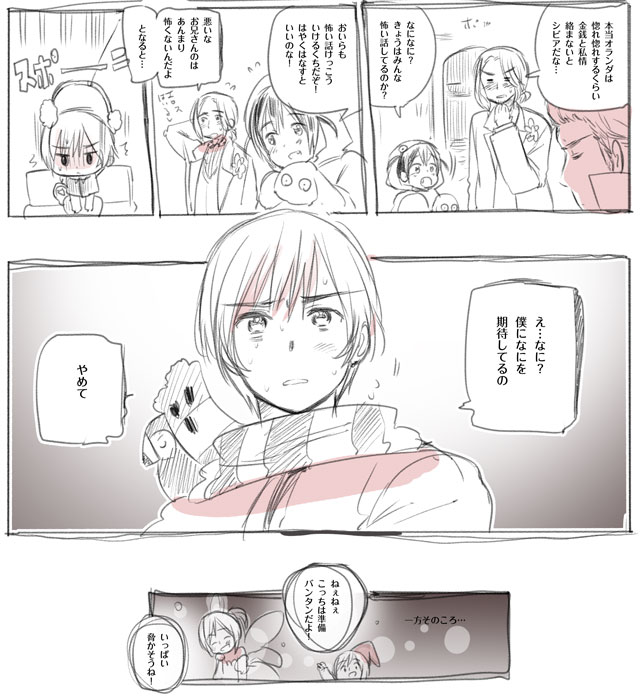 本当オランダは
惚れ惚れするくらい
金銭と私情
絡まないと
シビアだな…
なになに？
きょうはみんな
怖い話してるのか？
おいらも
怖い話けっこう
いけるくちだぞ！
はやくはなすと
いいのな！
悪いな
お兄さんのは
あんまり
怖くないんだよ
となると…
スポ
え…なに？
僕になにを
期待してるの
やめて
一方そのころ…
ねぇねぇ
こっちは準備
バンタンだよ！
いっぱい
脅かそうね！